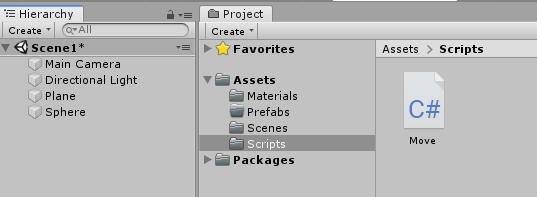 Hierarchy
Create
All
Scene1*
Main Camera
Directional Light
Plane
Sphere
Project
Create
Favorites
Assets
Materials
Prefabs
Scenes
Scripts
Packages
Assets > Scripts
C#
Move